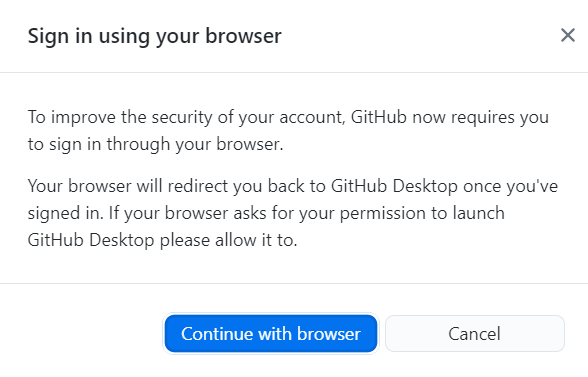 Sign in using your browser
To improve the security of your account, GitHub now requires you
to sign in through your browser.
Your browser will redirect you back to GitHub Desktop once you've
signed in. If your browser asks for your permission to launch
GitHub Desktop please allow it to.
Continue with browser
Cancel